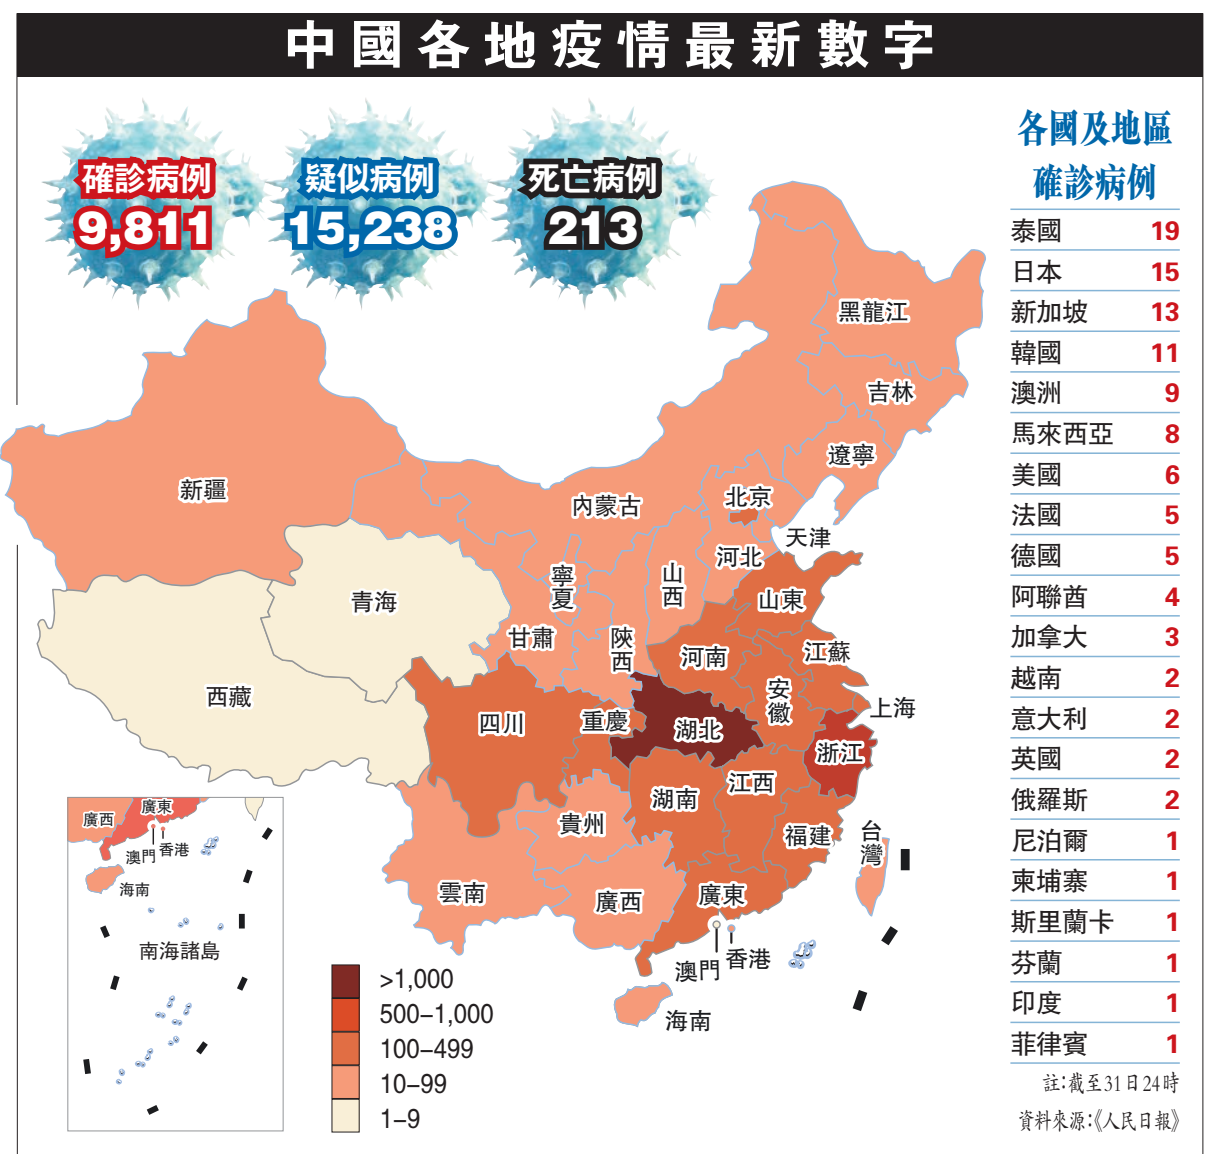 中國各地疫情最新數字
確診病例
9,811
疑似病例
15,238
死亡病例
213
各國及地區
確診病例
泰國 19
日本 15
新加坡 13
韓國 11
澳洲 9
馬來西亞 8
美國 6
法國 5
德國 5
阿聯酋 4
加拿大 3
越南 2
意大利 2
英國 2
俄羅斯 2
尼泊爾 1
柬埔寨 1
斯里蘭卡 1
芬蘭 1
印度 1
菲律賓 1
註:截至31日24時
資料來源:《人民日報》
黑龍江
吉林
遼寧
新疆
內蒙古
北京
天津
河北
山西
寧夏
青海
山東
甘肅
陝西
河南
江蘇
西藏
安徽
四川
重慶
湖北
上海
浙江
湖南
江西
貴州
福建
台灣
雲南
廣西
廣東
澳門
香港
海南
廣西
廣東
澳門
香港
海南
南海諸島
>1,000
500–1,000
100–499
10–99
1–9